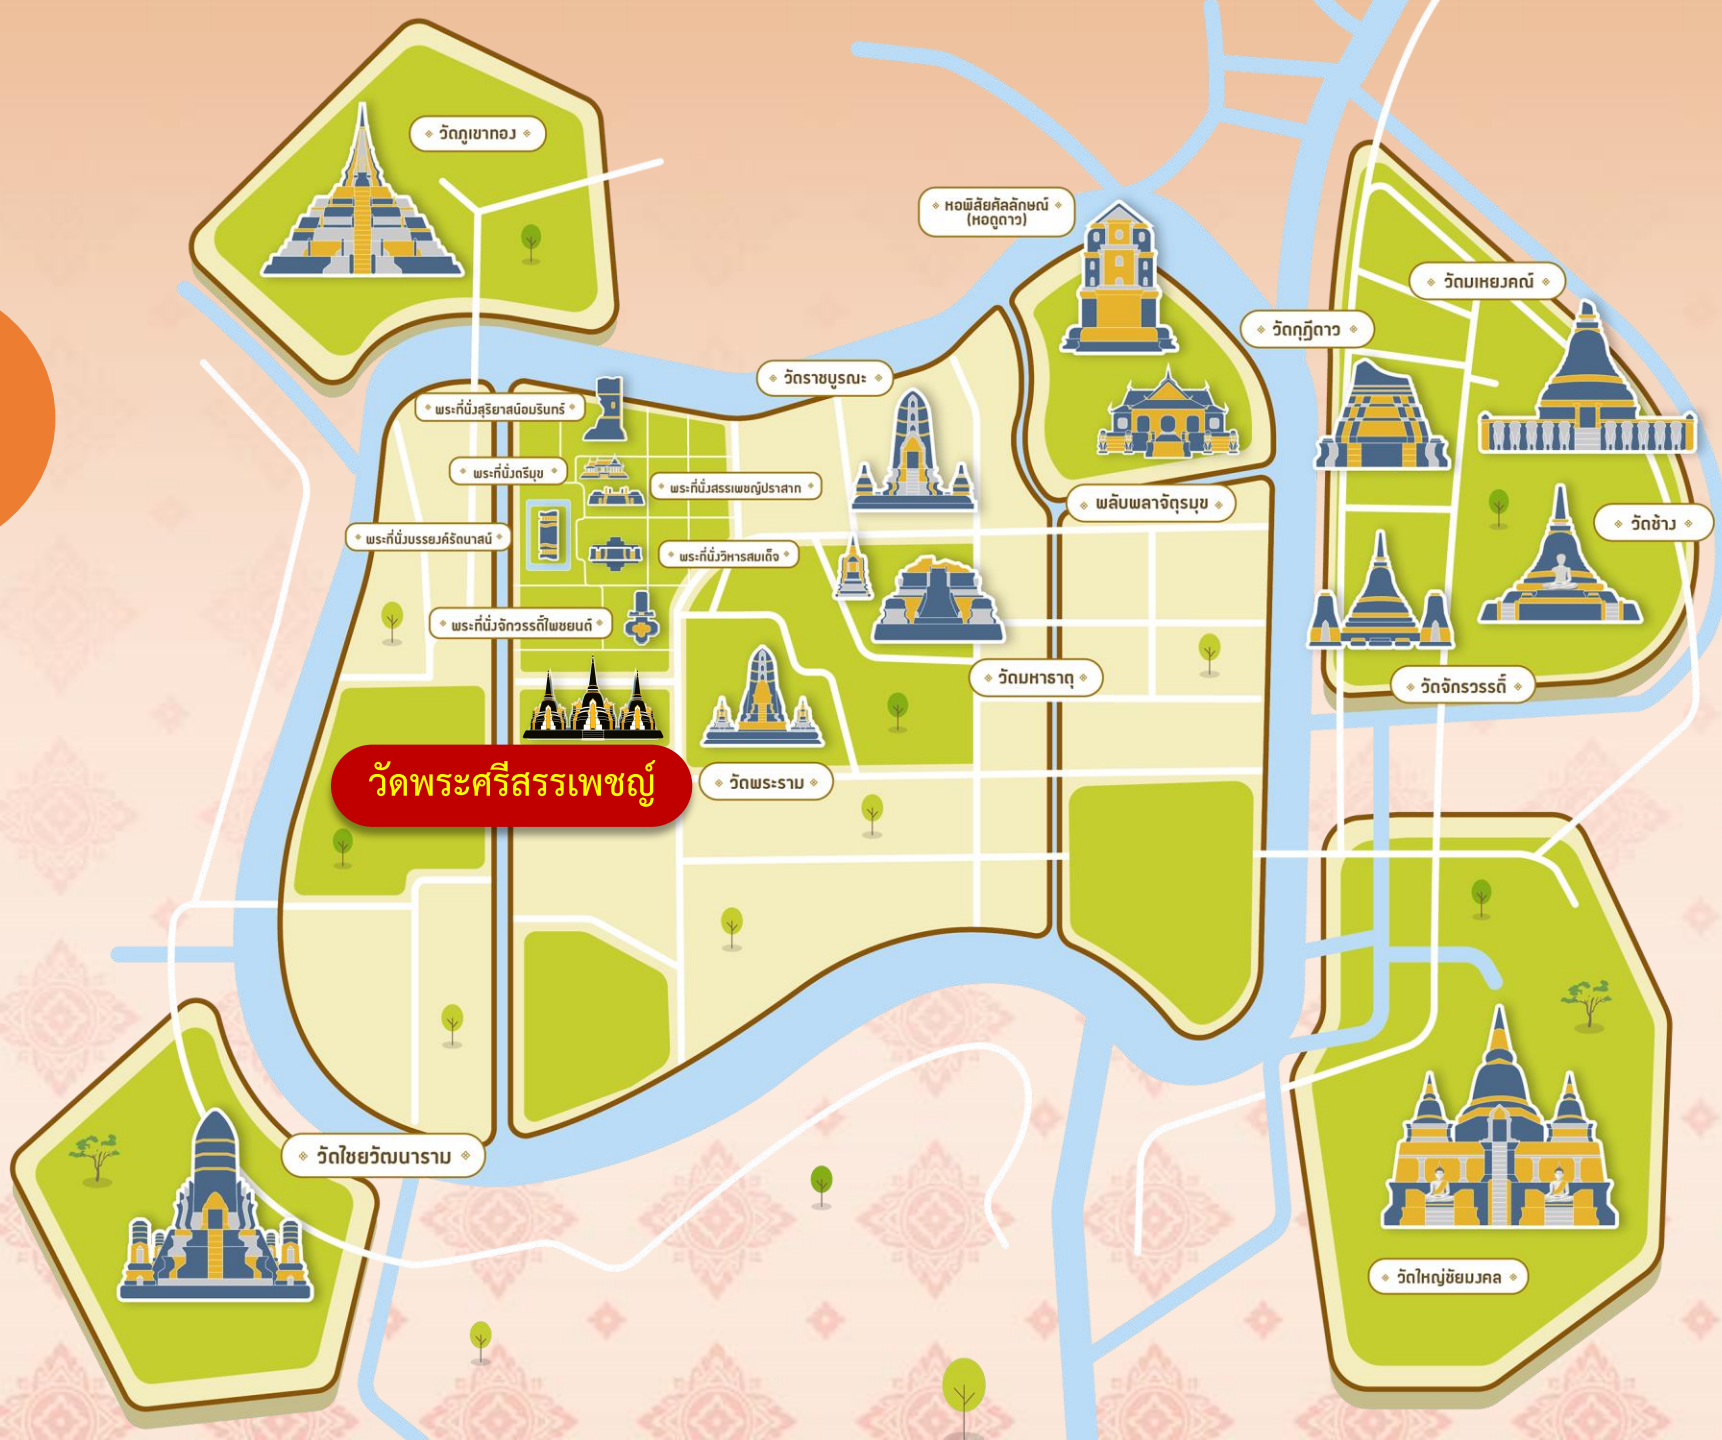 วัดภูเขาทอง
หอพิสัยศัลลักษณ์
(หอดูดาว)
วัดมเหยงคณ์
วัดกุฎีดาว
วัดราชบูรณะ
พระที่นั่งสุริยาสน์อมรินทร์
พระที่นั่งตรีมุข
พระที่นั่งสรรเพชญ์ปราสาท
พลับพลาจัตุรมุข
วัดช้าง
พระที่นั่งบรรยงค์รัตนาสน์
พระที่นั่งวิหารสมเด็จ
พระที่นั่งจักวรรดิ์ไพชยนต์
วัดมหาธาตุ
วัดจักรวรรดิ์
วัดพระศรีสรรเพชญ์
วัดพระราม
วัดไชยวัฒนาราม
วัดใหญ่ชัยมงคล